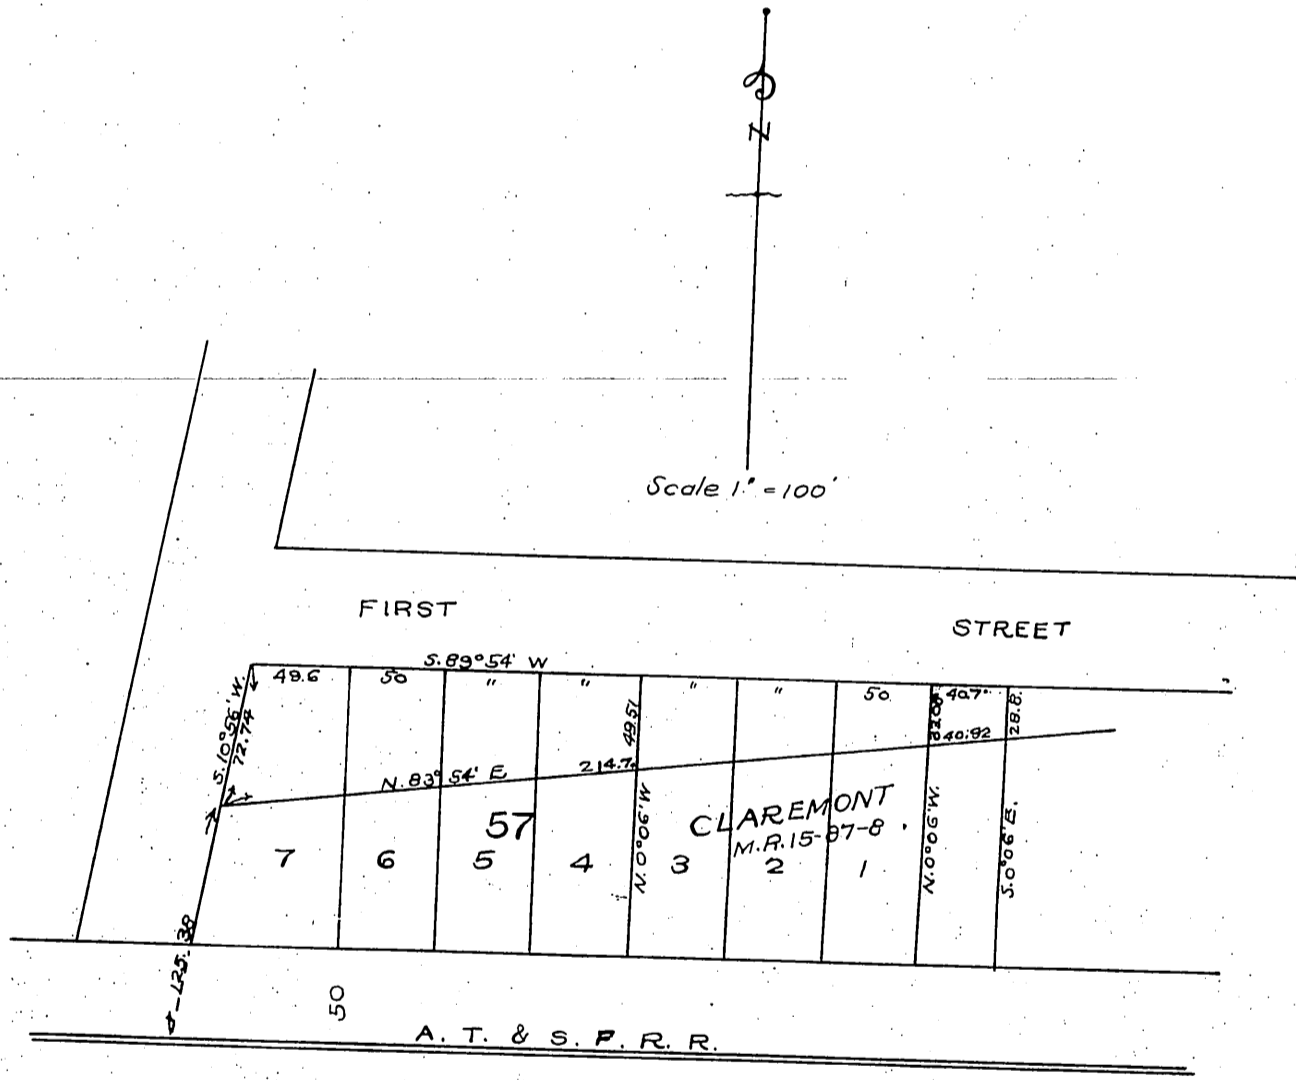 N
Scale 1" = 100'
FIRST STREET
S. 89° 54' W
49.6 50 " " " " 50 40.7
S. 10° 56' W.
72.74
49.51
28.8
N. 83° 54' E
214.7
40.92
57
CLAREMONT
M.R. 15-87-8
7 6 5 4 3 2 1
N. 0° 06' W
N. 0° 06' W.
S. 0° 06' E.
125.38
50
A. T. & S. F. R. R.